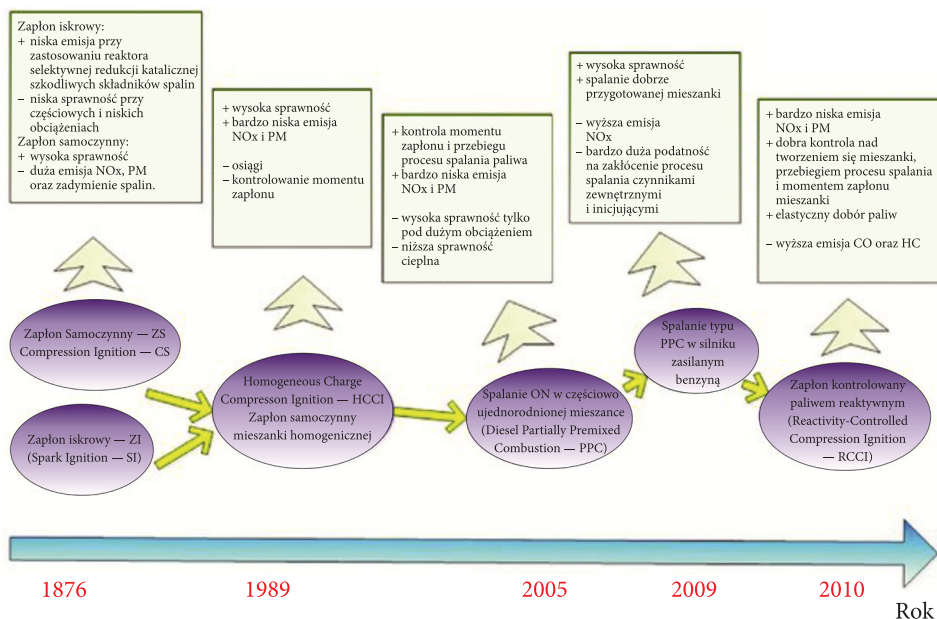 Zapłon iskrowy:
+ niska emisja przy
zastosowaniu reaktora
selektywnej redukcji katalicznej
szkodliwych składników spalin
– niska sprawność przy
częściowych i niskich
obciążeniach
Zapłon samoczynny:
+ wysoka sprawność
– duża emisja NOx, PM
oraz zadymienie spalin.
+ wysoka sprawność
+ bardzo niska emisja
NOx i PM
– osiągi
– kontrolowanie momentu
zapłonu
+ kontrola momentu
zapłonu i przebiegu
procesu spalania paliwa
+ bardzo niska emisja
NOx i PM
– wysoka sprawność tylko
pod dużym obciążeniem
– niższa sprawność
cieplna
+ wysoka sprawność
+ spalanie dobrze
przygotowanej mieszanki
– wyższa emisja
NOx
– bardzo duża podatność
na zakłócenie procesu
spalania czynnikami
zewnętrznymi
i inicjującymi
+ bardzo niska emisja
NOx i PM
+ dobra kontrola nad
tworzeniem się mieszanki,
przebiegiem procesu spalania
i momentem zapłonu
mieszanki
+ elastyczny dobór paliw
– wyższa emisja CO oraz HC
Zapłon Samoczynny — ZS
Compression Ignition — CS
Zapłon iskrowy — ZI
(Spark Ignition — SI)
Homogeneous Charge
Compresson Ignition — HCCI
Zapłon samoczynny
mieszanki homogenicznej
Spalanie ON w częściowo
ujednorodnionej mieszance
(Diesel Partially Premixed
Combustion — PPC)
Spalanie typu
PPC w silniku
zasilanym
benzyną
Zapłon kontrolowany
paliwem reaktywnym
(Reactivity-Controlled
Compression Ignition
— RCCI)
1876
1989
2005
2009
2010
Rok